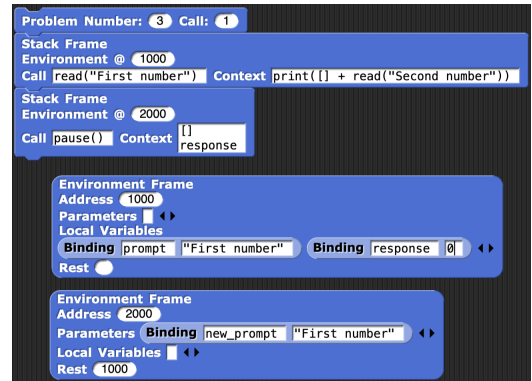 Problem Number: 3 Call: 1
Stack Frame
Environment @ 1000
Call read("First number") Context print([] + read("Second number"))
Stack Frame
Environment @ 2000
Call pause() Context []
response
Environment Frame
Address 1000
Parameters
Local Variables
Binding prompt "First number" Binding response 0
Rest
Environment Frame
Address 2000
Parameters Binding new_prompt "First number"
Local Variables
Rest 1000